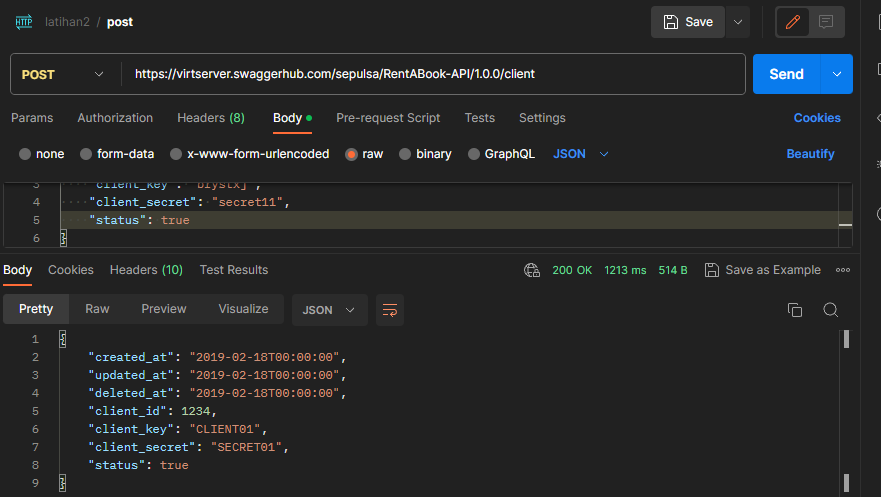 HTTP latihan2 / post Save
POST https://virtserver.swaggerhub.com/sepulsa/RentABook-API/1.0.0/client Send
Params Authorization Headers (8) Body Pre-request Script Tests Settings Cookies
none form-data x-www-form-urlencoded raw binary GraphQL JSON Beautify
3 "client_key": "brystxj",
4 "client_secret": "secret11",
5 "status": true
6 }
Body Cookies Headers (10) Test Results 200 OK 1213 ms 514 B Save as Example
Pretty Raw Preview Visualize JSON
1 {
2 "created_at": "2019-02-18T00:00:00",
3 "updated_at": "2019-02-18T00:00:00",
4 "deleted_at": "2019-02-18T00:00:00",
5 "client_id": 1234,
6 "client_key": "CLIENT01",
7 "client_secret": "SECRET01",
8 "status": true
9 }